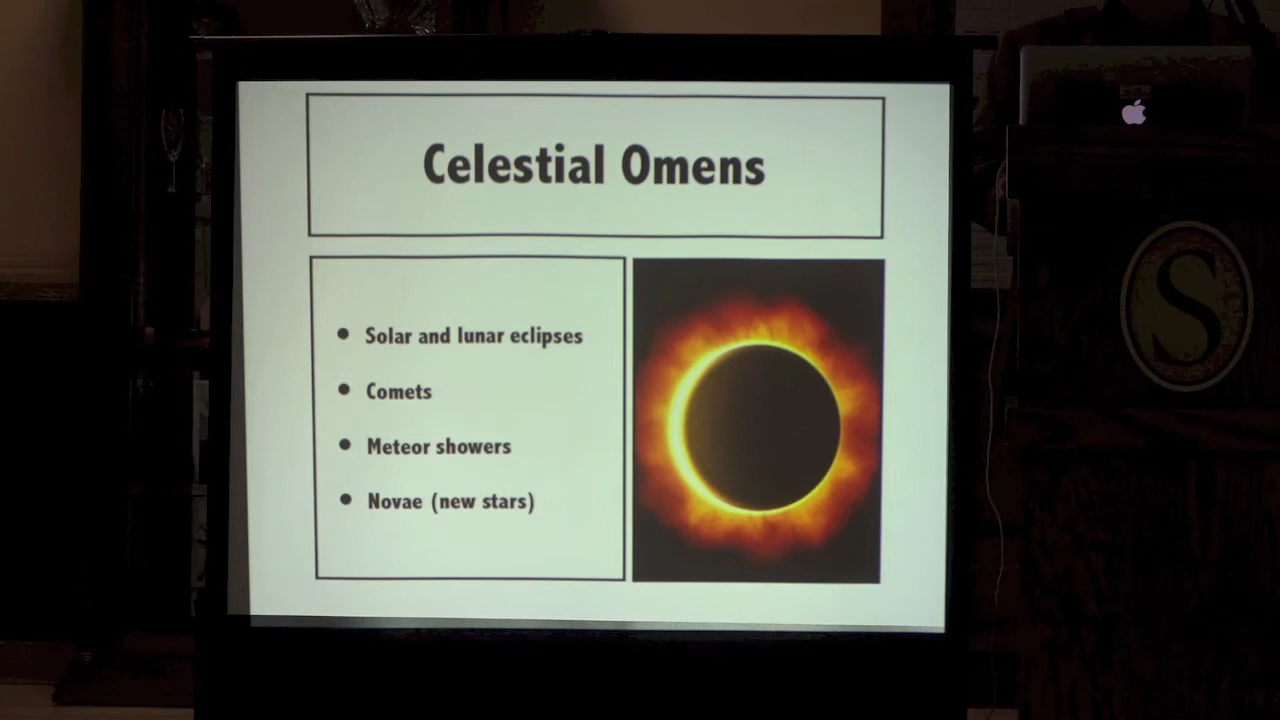 Celestial Omens
• Solar and lunar eclipses
• Comets
• Meteor showers
• Novae (new stars)
S